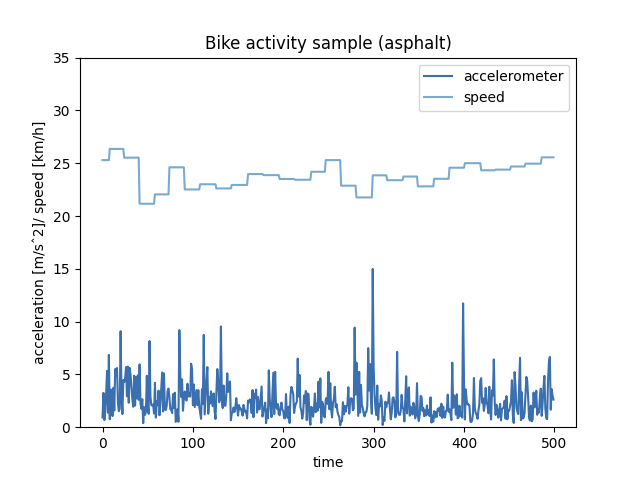 Bike activity sample (asphalt)
accelerometer
speed
acceleration [m/sˆ2]/ speed [km/h]
35
30
25
20
15
10
5
0
0 100 200 300 400 500
time